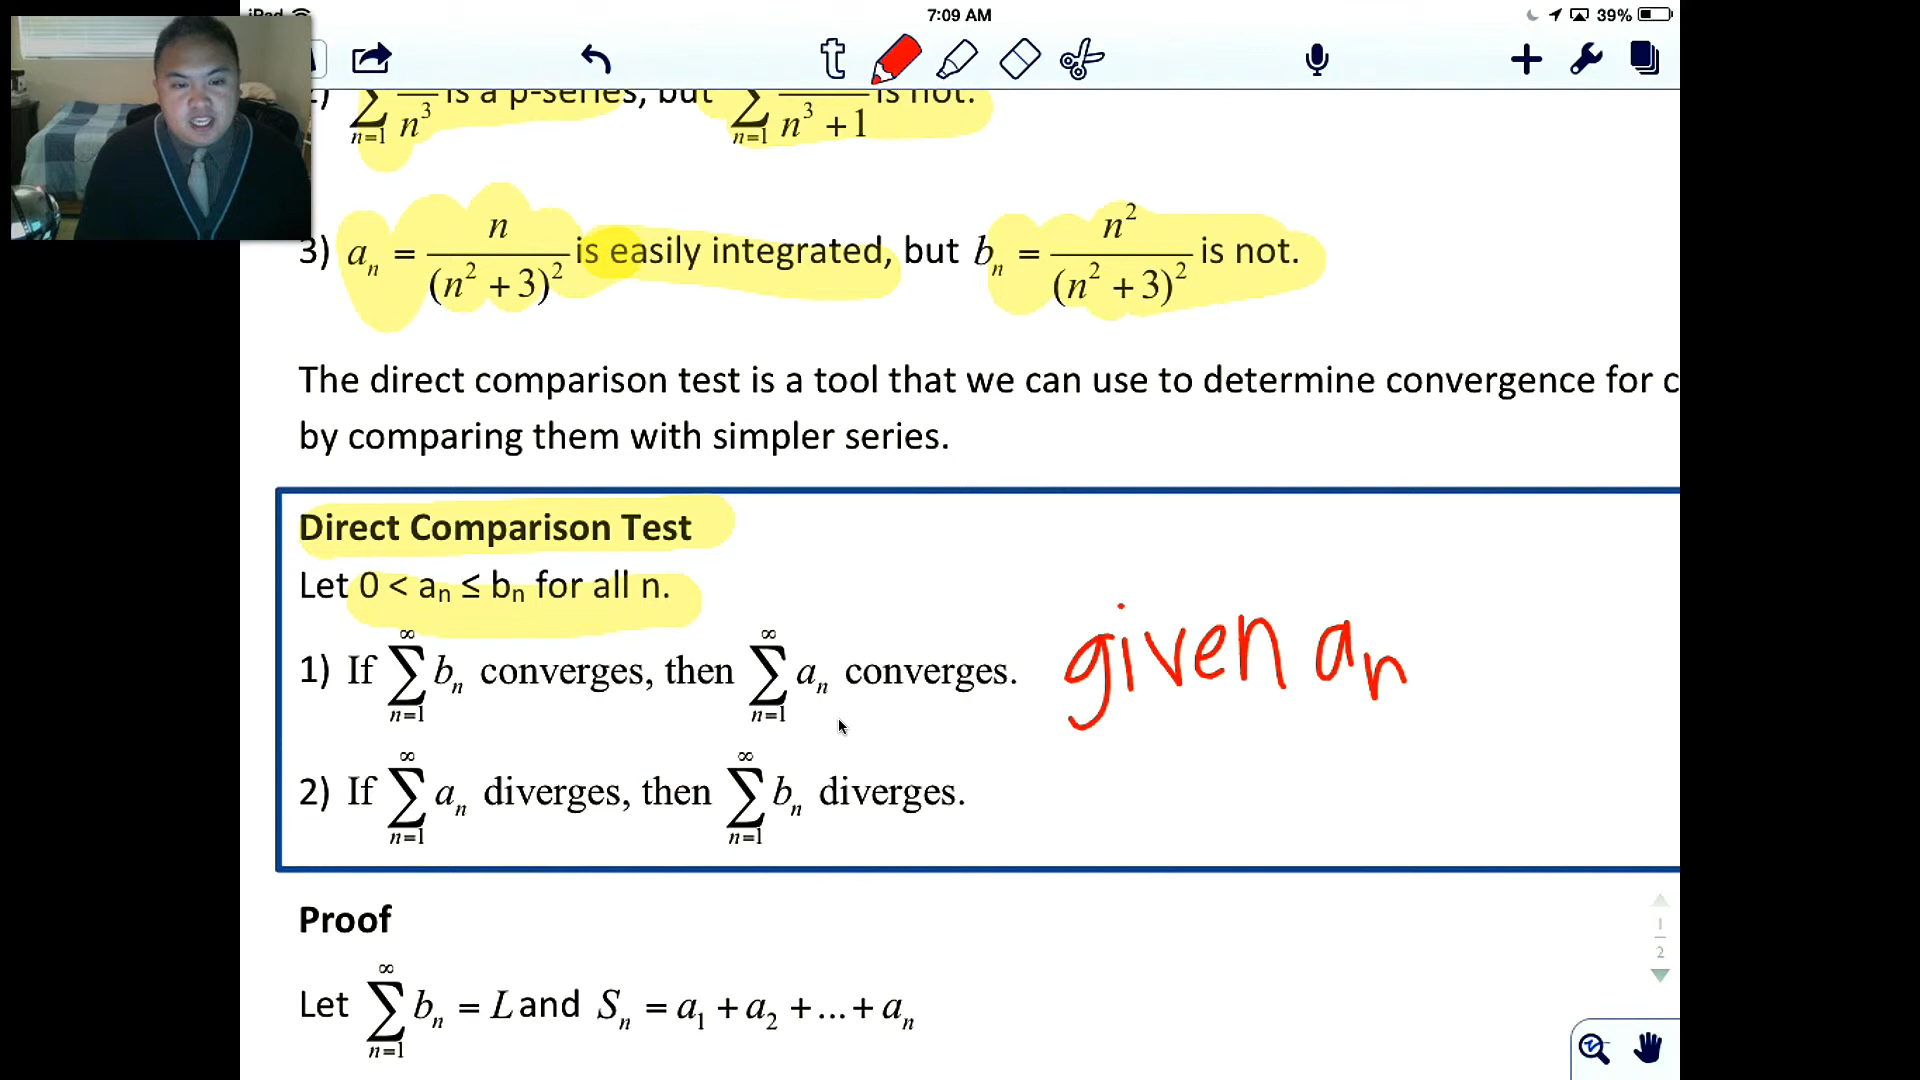 iPad 7:09 AM 39%
t
2) ∑ n=1 n³ is a p-series, but ∑ n=1 n³ + 1 is not.
3) aₙ = n / (n² + 3)² is easily integrated, but bₙ = n² / (n² + 3)² is not.
The direct comparison test is a tool that we can use to determine convergence for c
by comparing them with simpler series.
Direct Comparison Test
Let 0 < aₙ ≤ bₙ for all n.
1) If ∞ ∑ n=1 bₙ converges, then ∞ ∑ n=1 aₙ converges.
given aₙ
2) If ∞ ∑ n=1 aₙ diverges, then ∞ ∑ n=1 bₙ diverges.
Proof
Let ∞ ∑ n=1 bₙ = L and Sₙ = a₁ + a₂ + ... + aₙ
1
2